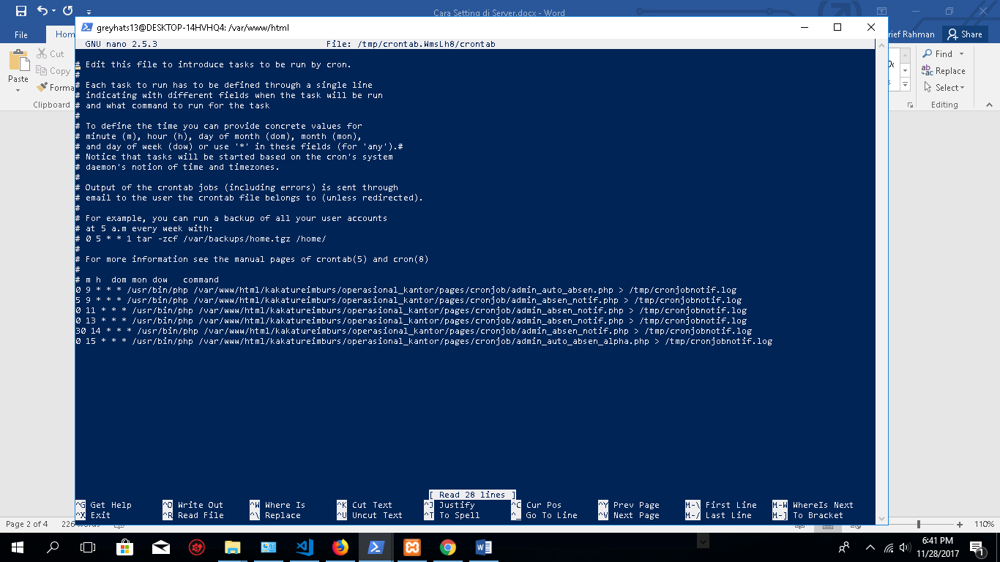 Cara Setting di Server.docx - Word
File
Hom
rief Rahman
Share
Cut
Copy
Forma
Paste
Clipboard
Find
Replace
Select
Editing
greyhats13@DESKTOP-14HVHQ4: /var/www/html
GNU nano 2.5.3 File: /tmp/crontab.WmsLh8/crontab
# Edit this file to introduce tasks to be run by cron.
#
# Each task to run has to be defined through a single line
# indicating with different fields when the task will be run
# and what command to run for the task
#
# To define the time you can provide concrete values for
# minute (m), hour (h), day of month (dom), month (mon),
# and day of week (dow) or use '*' in these fields (for 'any').#
# Notice that tasks will be started based on the cron's system
# daemon's notion of time and timezones.
#
# Output of the crontab jobs (including errors) is sent through
# email to the user the crontab file belongs to (unless redirected).
#
# For example, you can run a backup of all your user accounts
# at 5 a.m every week with:
# 0 5 * * 1 tar -zcf /var/backups/home.tgz /home/
#
# For more information see the manual pages of crontab(5) and cron(8)
#
# m h  dom mon dow   command
0 9 * * * /usr/bin/php /var/www/html/kakatureimburs/operasional_kantor/pages/cronjob/admin_auto_absen.php > /tmp/cronjobnotif.log
5 9 * * * /usr/bin/php /var/www/html/kakatureimburs/operasional_kantor/pages/cronjob/admin_absen_notif.php > /tmp/cronjobnotif.log
0 11 * * * /usr/bin/php /var/www/html/kakatureimburs/operasional_kantor/pages/cronjob/admin_absen_notif.php > /tmp/cronjobnotif.log
0 13 * * * /usr/bin/php /var/www/html/kakatureimburs/operasional_kantor/pages/cronjob/admin_absen_notif.php > /tmp/cronjobnotif.log
30 14 * * * /usr/bin/php /var/www/html/kakatureimburs/operasional_kantor/pages/cronjob/admin_absen_notif.php > /tmp/cronjobnotif.log
0 15 * * * /usr/bin/php /var/www/html/kakatureimburs/operasional_kantor/pages/cronjob/admin_auto_absen_alpha.php > /tmp/cronjobnotif.log
[ Read 28 lines ]
^G Get Help ^O Write Out ^W Where Is ^K Cut Text ^J Justify ^C Cur Pos ^Y Prev Page M-\ First Line M-W WhereIs Next
^X Exit ^R Read File ^\ Replace ^U Uncut Text ^T To Spell ^_ Go To Line ^V Next Page M-/ Last Line M-] To Bracket
Page 2 of 4 226 words
110%
6:41 PM
11/28/2017
1